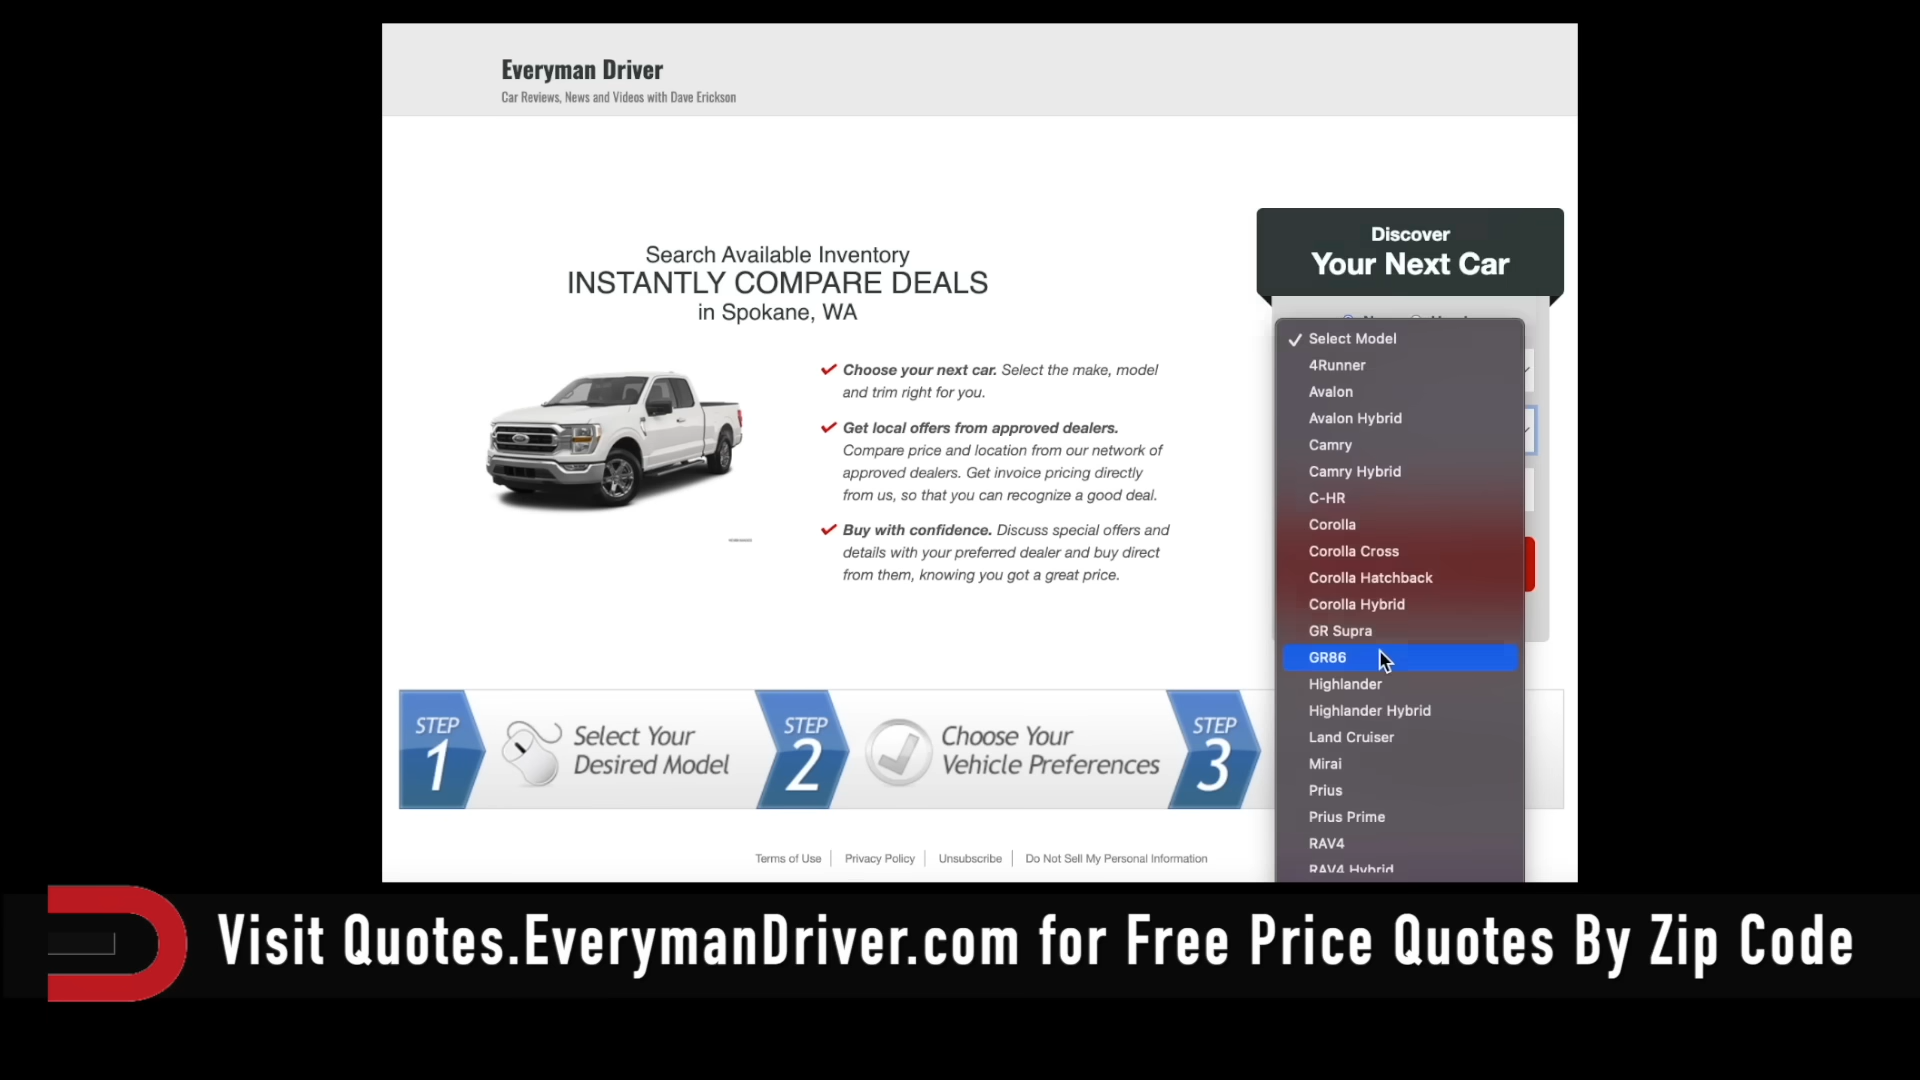 Everyman Driver
Car Reviews, News and Videos with Dave Erickson
Search Available Inventory
INSTANTLY COMPARE DEALS
in Spokane, WA
Choose your next car. Select the make, model
and trim right for you.
Get local offers from approved dealers.
Compare price and location from our network of
approved dealers. Get invoice pricing directly
from us, so that you can recognize a good deal.
Buy with confidence. Discuss special offers and
details with your preferred dealer and buy direct
from them, knowing you got a great price.
Discover
Your Next Car
Select Model
4Runner
Avalon
Avalon Hybrid
Camry
Camry Hybrid
C-HR
Corolla
Corolla Cross
Corolla Hatchback
Corolla Hybrid
GR Supra
GR86
Highlander
Highlander Hybrid
Land Cruiser
Mirai
Prius
Prius Prime
RAV4
RAV4 Hybrid
STEP
1
Select Your
Desired Model
STEP
2
Choose Your
Vehicle Preferences
STEP
3
Terms of Use
Privacy Policy
Unsubscribe
Do Not Sell My Personal Information
Visit Quotes.EverymanDriver.com for Free Price Quotes By Zip Code